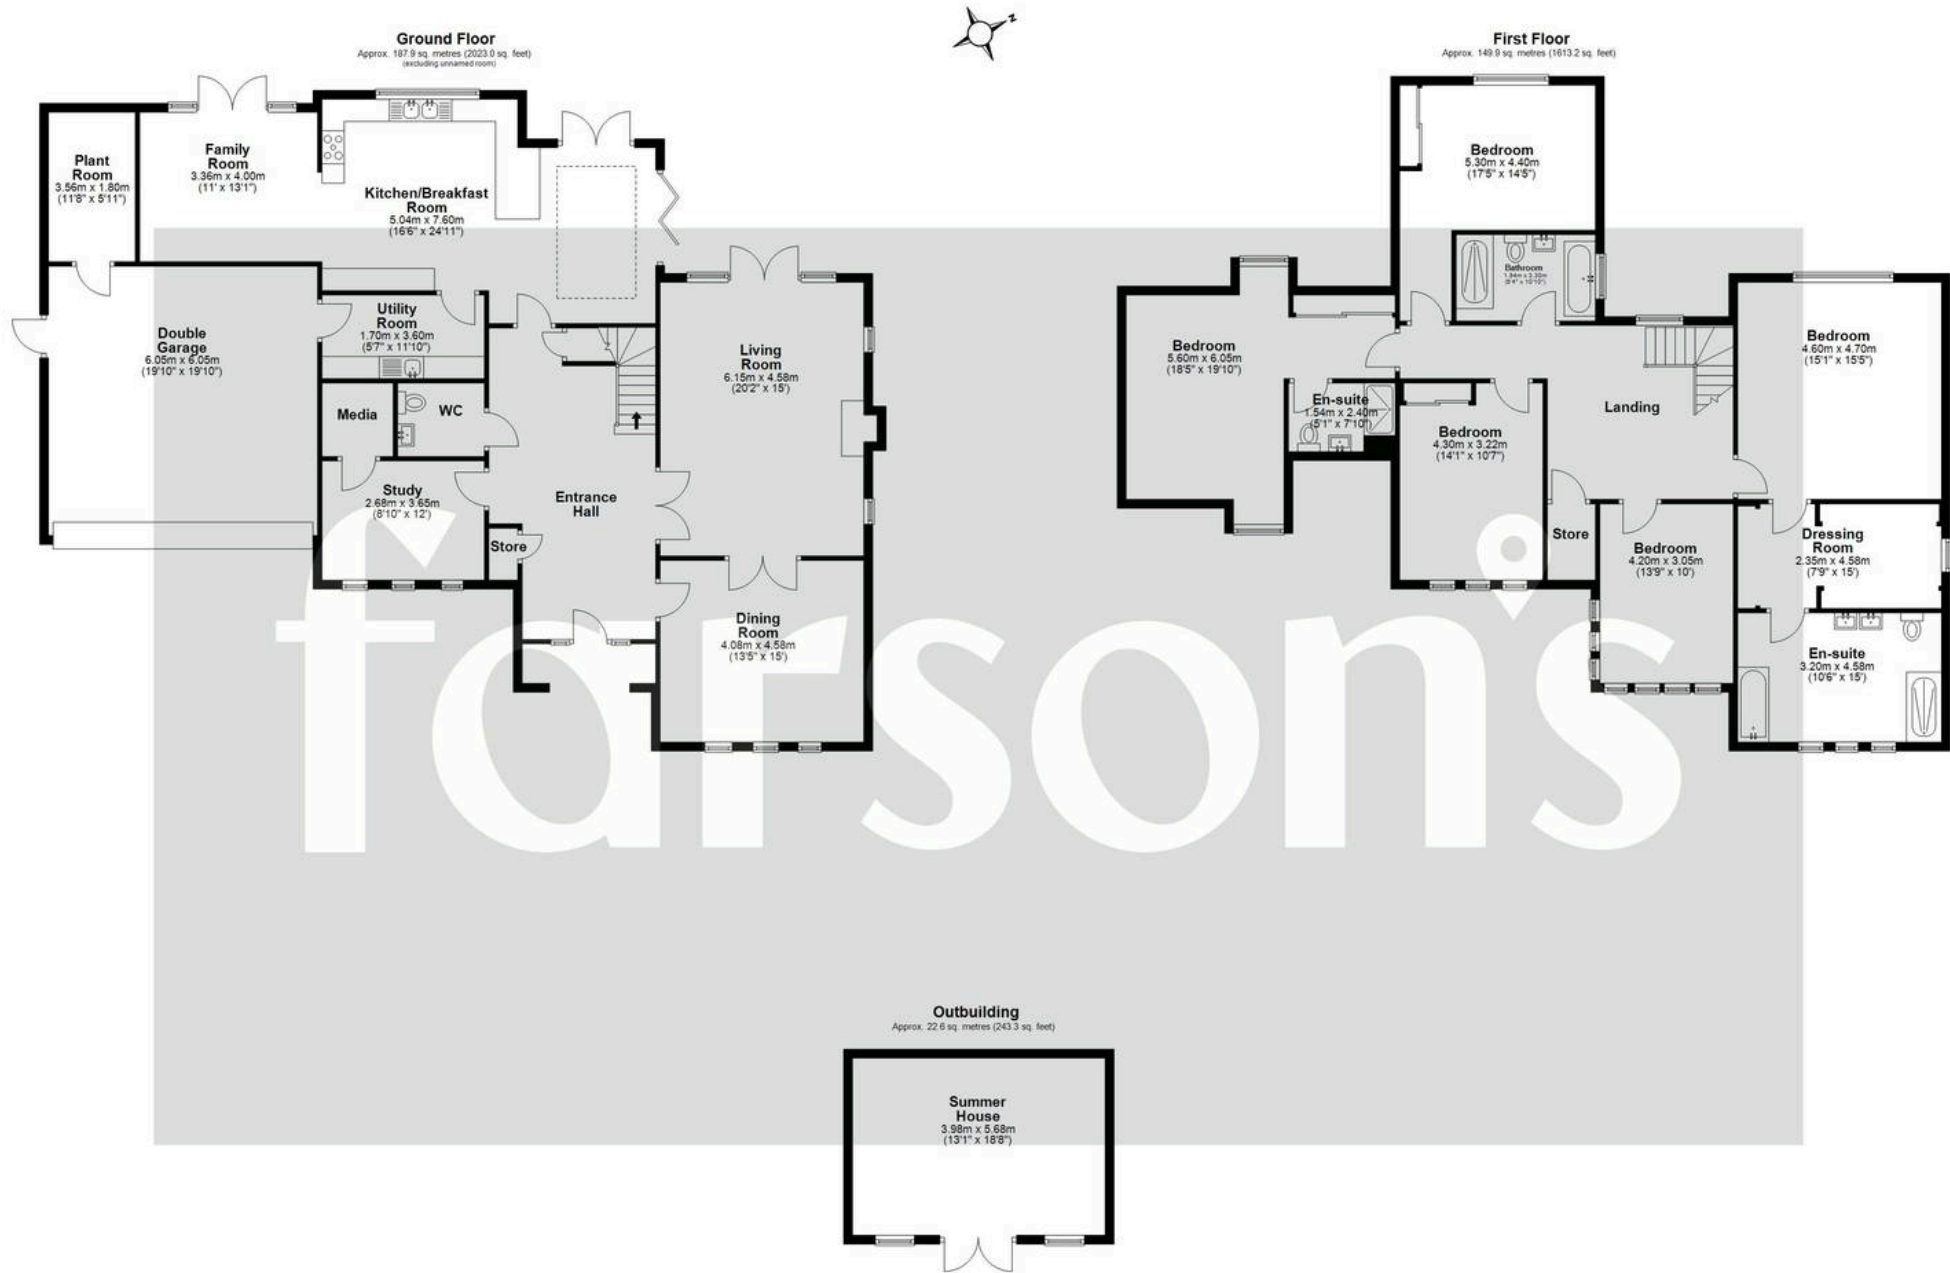 Ground Floor
Approx. 187.9 sq. metres (2023.0 sq. feet)
(excluding unnamed room)
Plant
Room
3.56m x 1.80m
(11'8" x 5'11")
Family
Room
3.36m x 4.00m
(11' x 13'1")
Kitchen/Breakfast
Room
5.04m x 7.60m
(16'6" x 24'11")
Double
Garage
6.05m x 6.05m
(19'10" x 19'10")
Utility
Room
1.70m x 3.60m
(5'7" x 11'10")
Media
WC
Study
2.68m x 3.65m
(8'10" x 12')
Store
Entrance
Hall
Living
Room
6.15m x 4.58m
(20'2" x 15')
Dining
Room
4.08m x 4.58m
(13'5" x 15')
N
First Floor
Approx. 149.9 sq. metres (1613.2 sq. feet)
Bedroom
5.30m x 4.40m
(17'5" x 14'5")
Bathroom
Bedroom
5.60m x 6.05m
(18'5" x 19'10")
En-suite
1.54m x 2.40m
(5'1" x 7'10")
Bedroom
4.30m x 3.22m
(14'1" x 10'7")
Landing
Bedroom
4.60m x 4.70m
(15'1" x 15'5")
Store
Bedroom
4.20m x 3.05m
(13'9" x 10')
Dressing
Room
2.35m x 4.58m
(7'9" x 15')
En-suite
3.20m x 4.58m
(10'6" x 15')
farson's
Outbuilding
Approx. 22.6 sq. metres (243.3 sq. feet)
Summer
House
3.98m x 5.68m
(13'1" x 18'8")